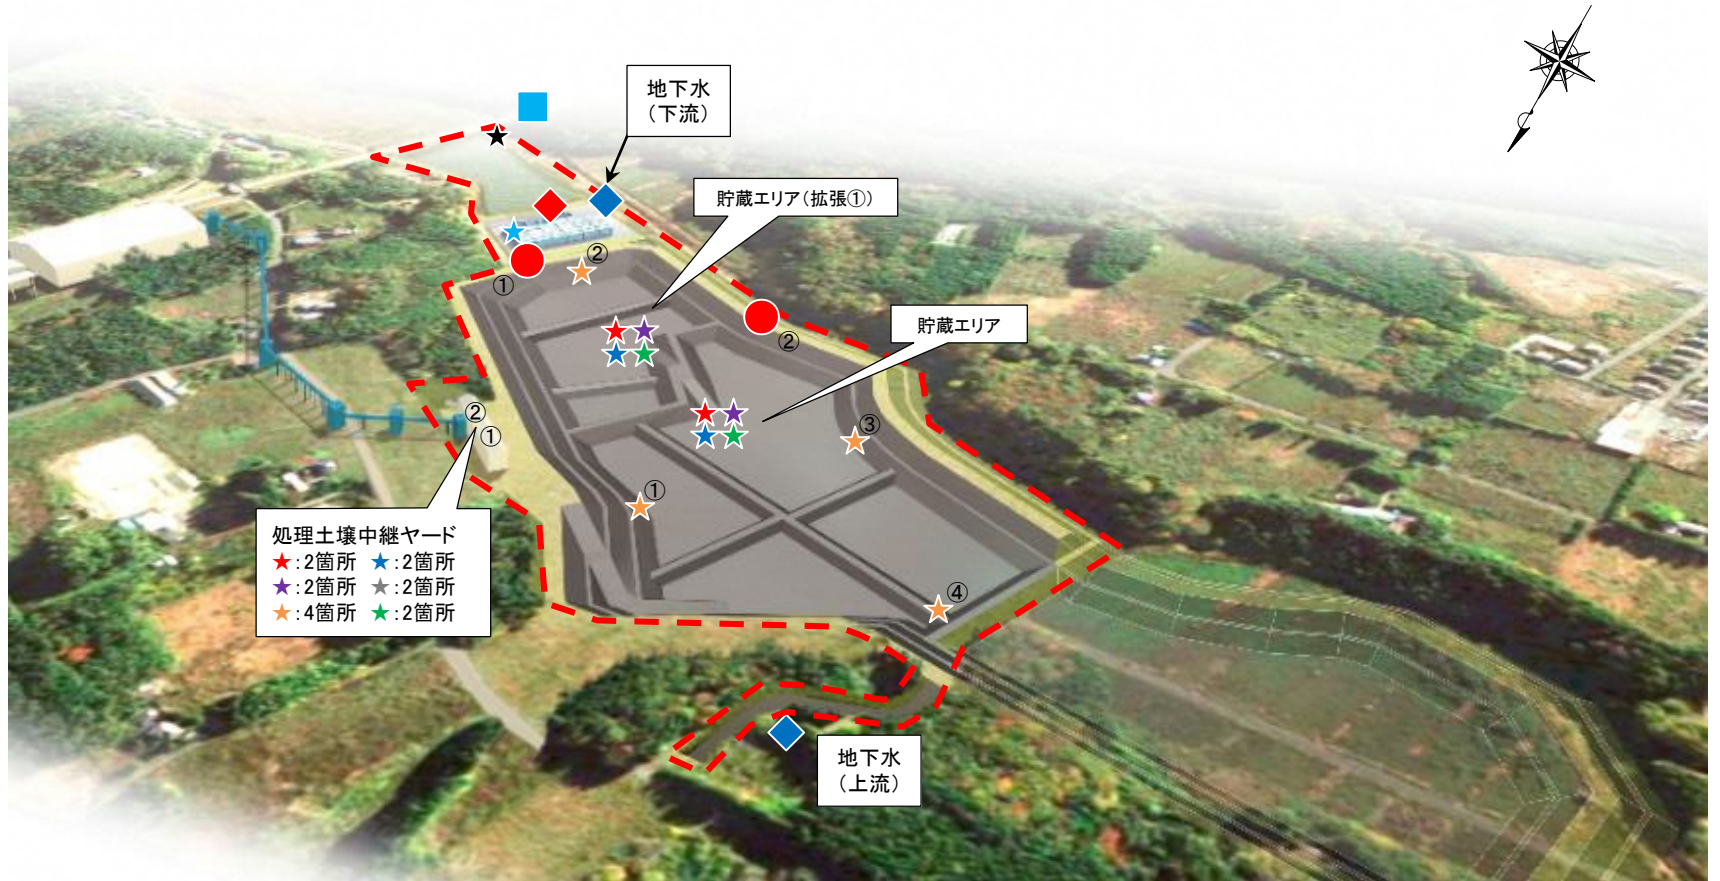 地下水
（下流）
貯蔵エリア（拡張①）
②
①
②
貯蔵エリア
②
①
③
①
処理土壌中継ヤード
★：2箇所 ★：2箇所
★：2箇所 ★：2箇所
★：4箇所 ★：2箇所
④
地下水
（上流）